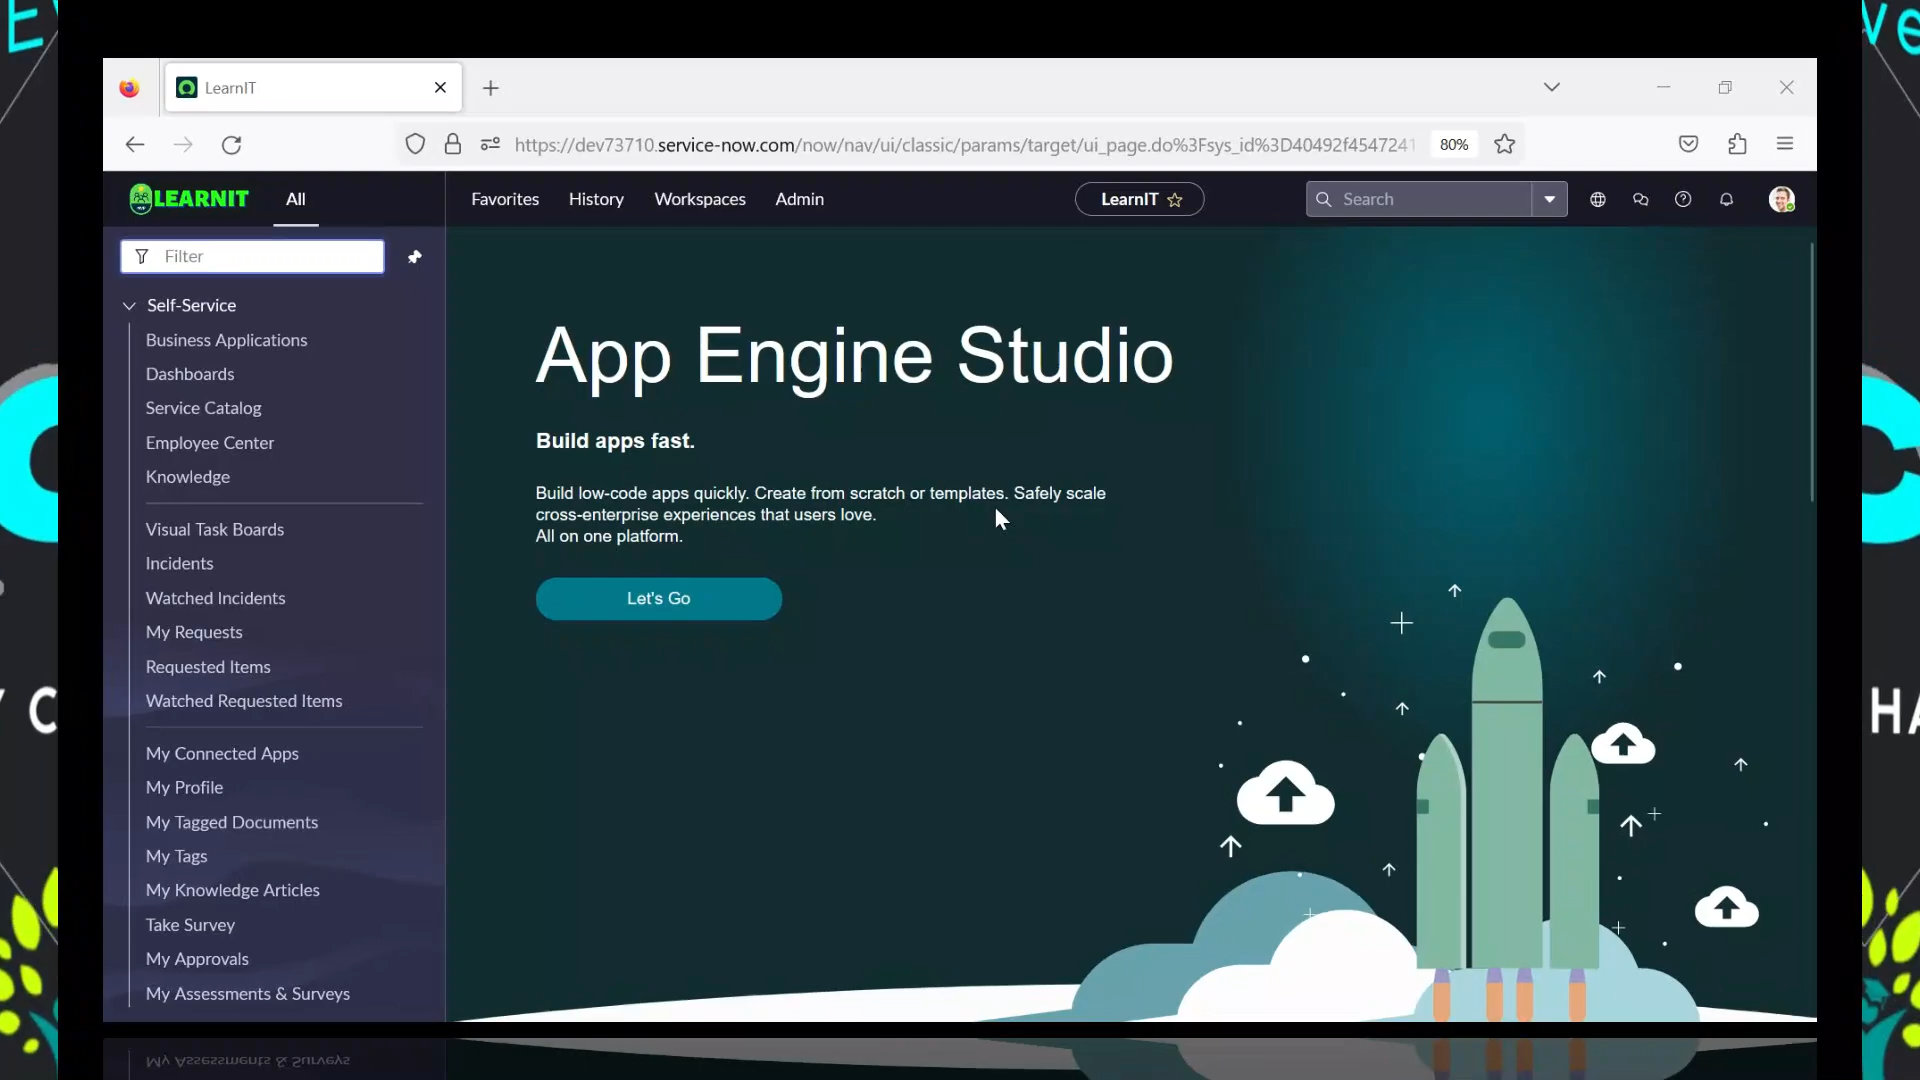 LearnIT
https://dev73710.service-now.com/now/nav/ui/classic/params/target/ui_page.do%3Fsys_id%3D40492f4547241
80%
LEARNIT
All
Favorites
History
Workspaces
Admin
LearnIT
Search
Filter
Self-Service
Business Applications
Dashboards
Service Catalog
Employee Center
Knowledge
Visual Task Boards
Incidents
Watched Incidents
My Requests
Requested Items
Watched Requested Items
My Connected Apps
My Profile
My Tagged Documents
My Tags
My Knowledge Articles
Take Survey
My Approvals
My Assessments & Surveys
App Engine Studio
Build apps fast.
Build low-code apps quickly. Create from scratch or templates. Safely scale
cross-enterprise experiences that users love.
All on one platform.
Let's Go